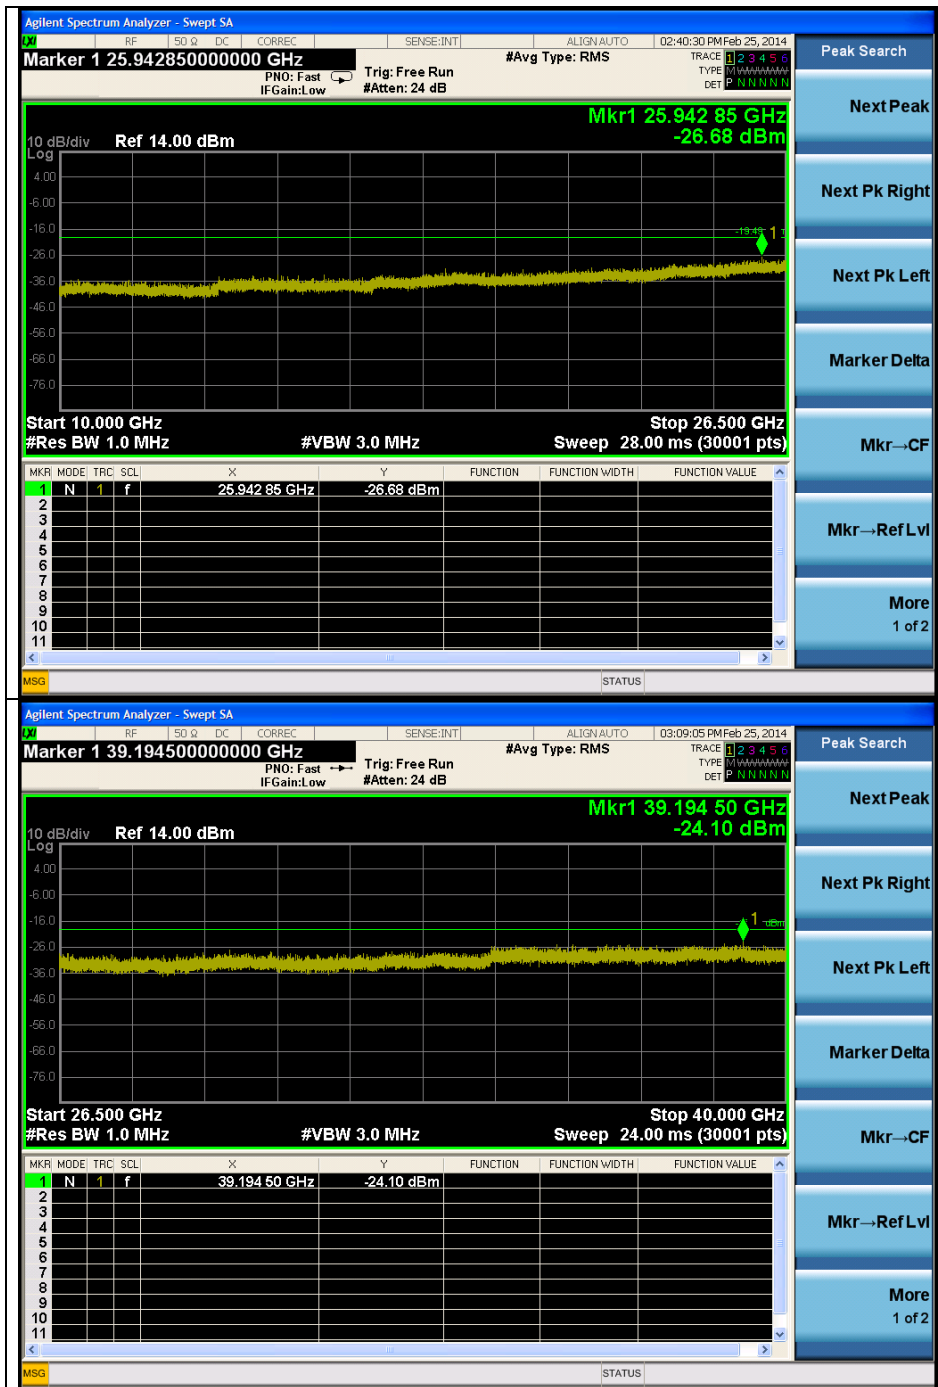 Agilent Spectrum Analyzer - Swept SA
LXI RF 50 Ω DC CORREC SENSE:INT ALIGN AUTO 02:40:30 PM Feb 25, 2014
Marker 1 25.942850000000 GHz #Avg Type: RMS TRACE 1 2 3 4 5 6
PNO: Fast Trig: Free Run TYPE M WWWWW
IFGain:Low #Atten: 24 dB DET P N N N N N
Mkr1 25.942 85 GHz
-26.68 dBm
10 dB/div Ref 14.00 dBm
Log
4.00
-6.00
-16.0
-19.49 1
-26.0
-36.0
-46.0
-56.0
-66.0
-76.0
Start 10.000 GHz Stop 26.500 GHz
#Res BW 1.0 MHz #VBW 3.0 MHz Sweep 28.00 ms (30001 pts)
MKR MODE TRC SCL X Y FUNCTION FUNCTION WIDTH FUNCTION VALUE
1 N 1 f 25.942 85 GHz -26.68 dBm
2
3
4
5
6
7
8
9
10
11
MSG STATUS
Peak Search
Next Peak
Next Pk Right
Next Pk Left
Marker Delta
Mkr→CF
Mkr→Ref Lvl
More
1 of 2
Agilent Spectrum Analyzer - Swept SA
LXI RF 50 Ω DC CORREC SENSE:INT ALIGN AUTO 03:09:05 PM Feb 25, 2014
Marker 1 39.194500000000 GHz #Avg Type: RMS TRACE 1 2 3 4 5 6
PNO: Fast Trig: Free Run TYPE M WWWWW
IFGain:Low #Atten: 24 dB DET P N N N N N
Mkr1 39.194 50 GHz
-24.10 dBm
10 dB/div Ref 14.00 dBm
Log
4.00
-6.00
-16.0
1 dBm
-26.0
-36.0
-46.0
-56.0
-66.0
-76.0
Start 26.500 GHz Stop 40.000 GHz
#Res BW 1.0 MHz #VBW 3.0 MHz Sweep 24.00 ms (30001 pts)
MKR MODE TRC SCL X Y FUNCTION FUNCTION WIDTH FUNCTION VALUE
1 N 1 f 39.194 50 GHz -24.10 dBm
2
3
4
5
6
7
8
9
10
11
MSG STATUS
Peak Search
Next Peak
Next Pk Right
Next Pk Left
Marker Delta
Mkr→CF
Mkr→Ref Lvl
More
1 of 2